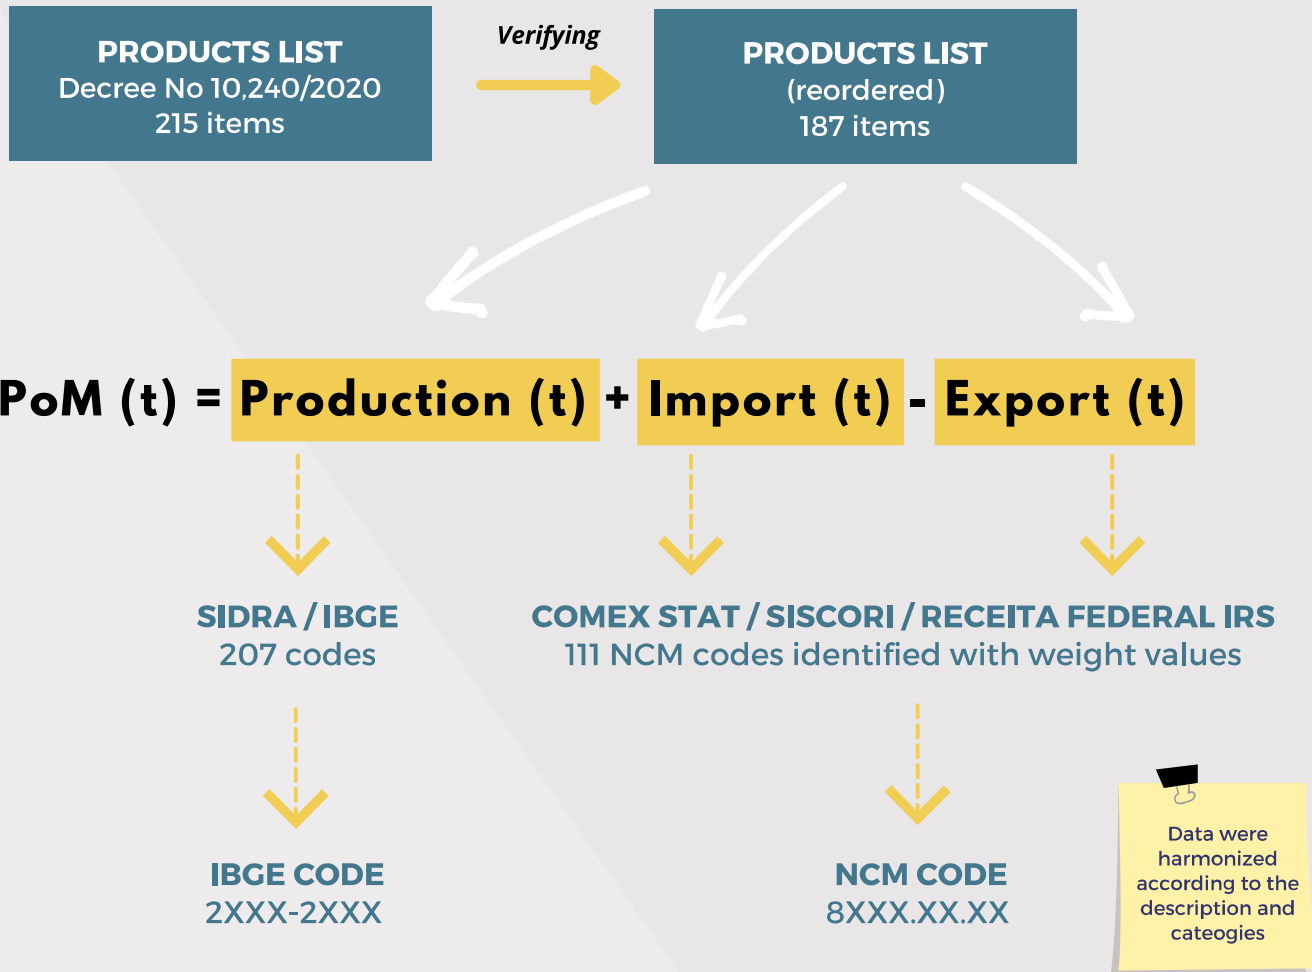 PRODUCTS LIST
Decree No 10,240/2020
215 items
Verifying
PRODUCTS LIST
(reordered)
187 items
PoM (t) = Production (t) + Import (t) - Export (t)
SIDRA / IBGE
207 codes
COMEX STAT / SISCORI / RECEITA FEDERAL IRS
111 NCM codes identified with weight values
IBGE CODE
2XXX-2XXX
NCM CODE
8XXX.XX.XX
Data were
harmonized
according to the
description and
cateogies